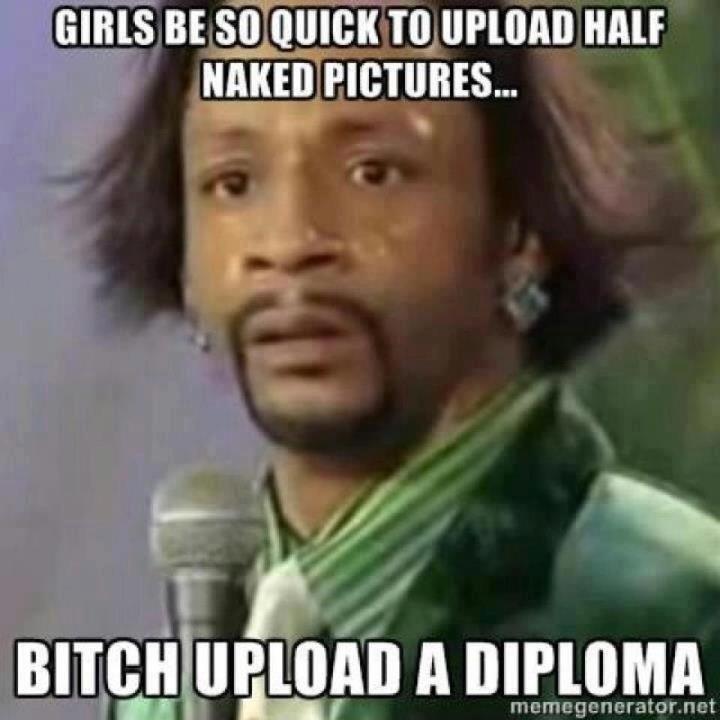 GIRLS BE SO QUICK TO UPLOAD HALF
NAKED PICTURES...
BITCH UPLOAD A DIPLOMA
memegenerator.net